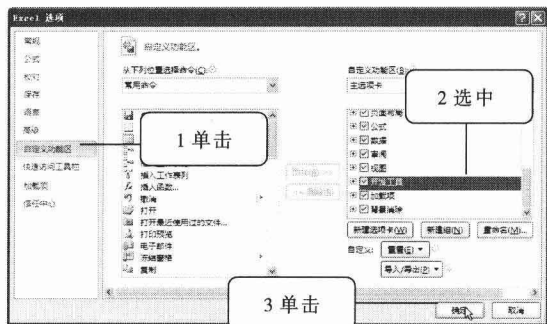 Excel 选项
常规
公式
校对
保存
语言
高级
自定义功能区
快速访问工具栏
加载项
信任中心
自定义功能区。
从下列位置选择命令(C):
常用命令
插入工作表列
插入函数...
取消
打开
打开最近使用过的文件...
打印预览
电子邮件
冻结窗格
复制
自定义功能区(B):
主选项卡
页面布局
公式
数据
审阅
视图
开发工具
加载项
背景消除
新建选项卡(W)
新建组(N)
重命名(M)...
自定义:
重置(E)
导入/导出(P)
确定
取消
1 单击
2 选中
3 单击